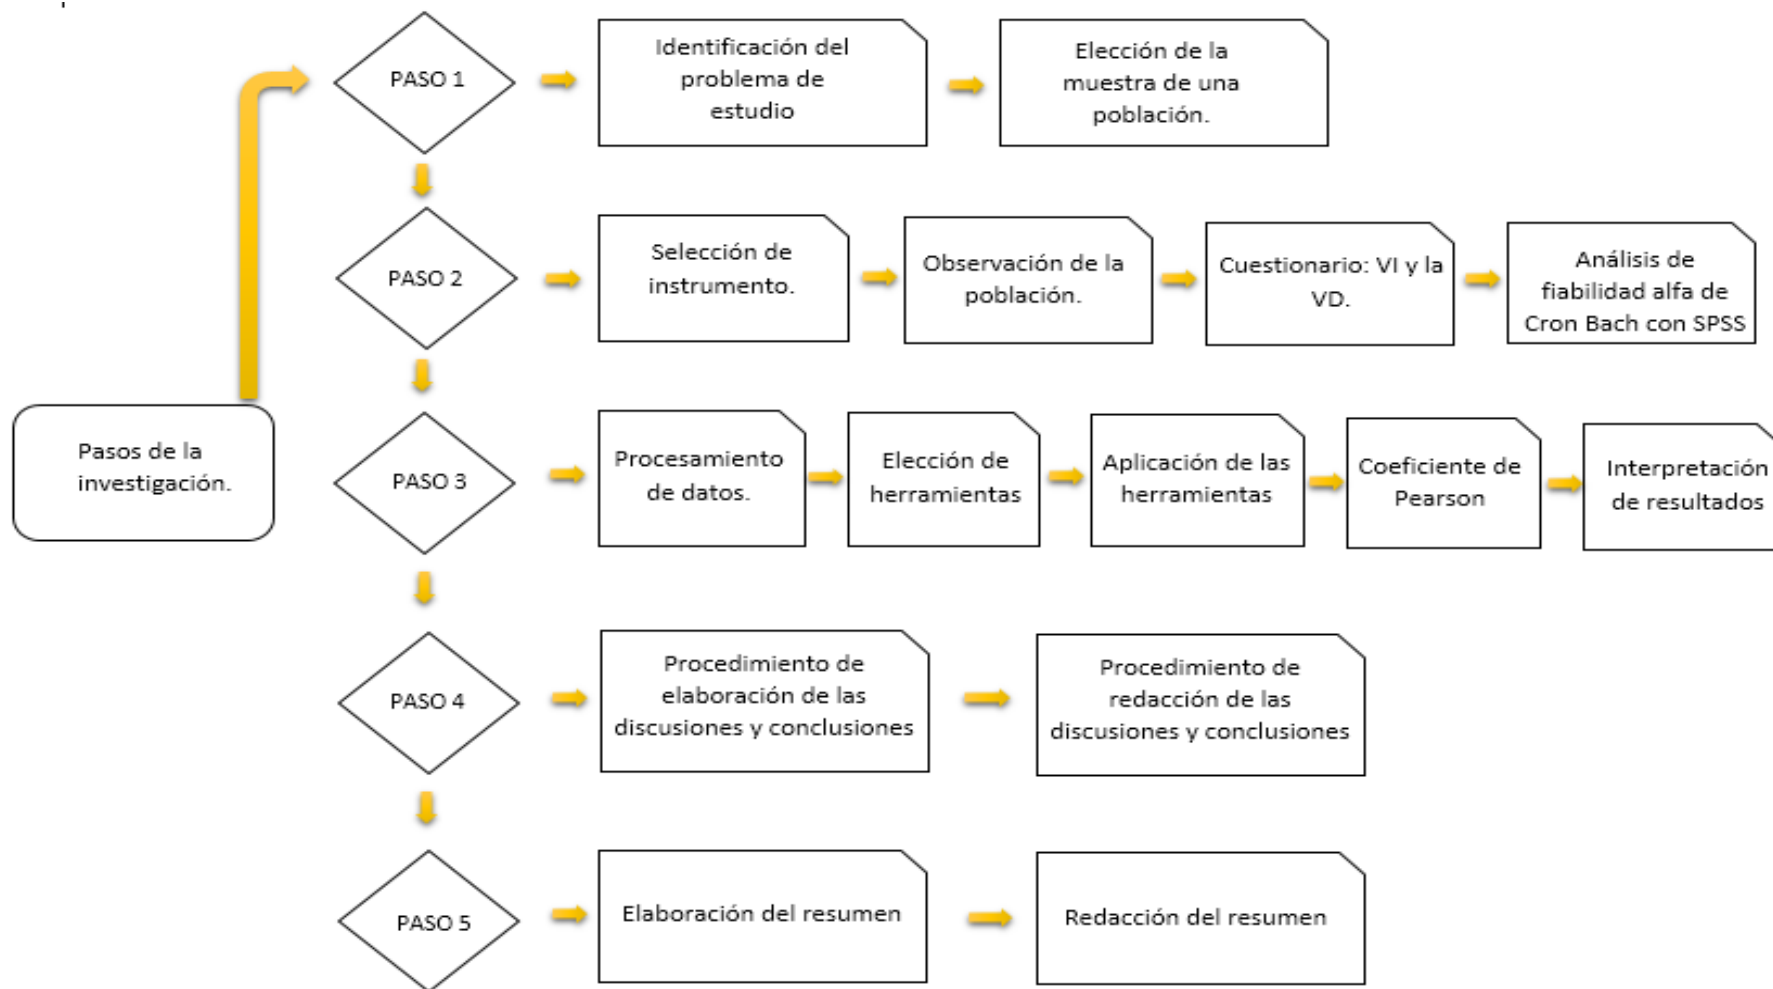 PASO 1
Identificación del
problema de
estudio
Elección de la
muestra de una
población.
PASO 2
Selección de
instrumento.
Observación de la
población.
Cuestionario: VI y la
VD.
Análisis de
fiabilidad alfa de
Cron Bach con SPSS
Pasos de la
investigación.
PASO 3
Procesamiento
de datos.
Elección de
herramientas
Aplicación de las
herramientas
Coeficiente de
Pearson
Interpretación
de resultados
PASO 4
Procedimiento de
elaboración de las
discusiones y conclusiones
Procedimiento de
redacción de las
discusiones y conclusiones
PASO 5
Elaboración del resumen
Redacción del resumen